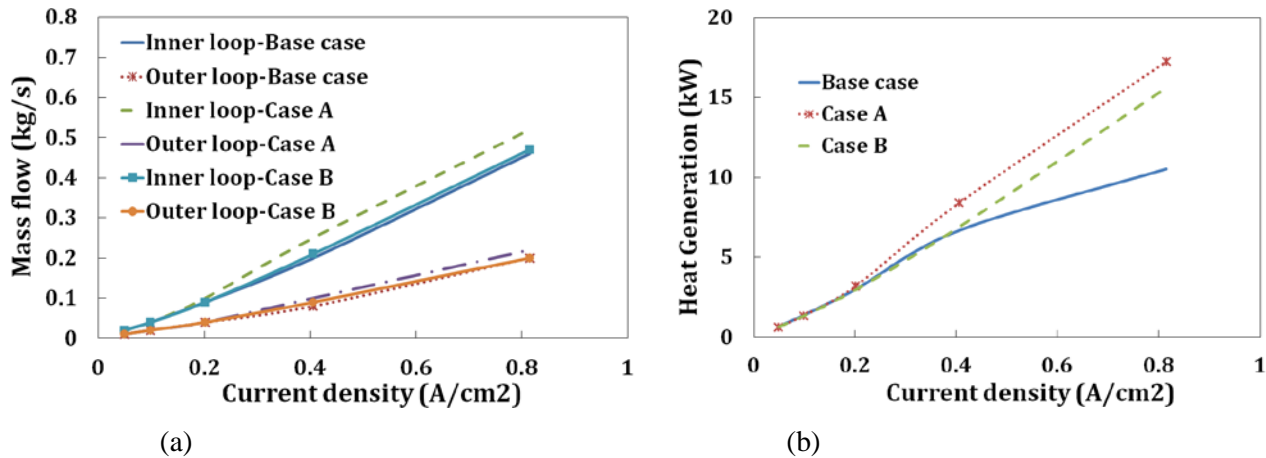 0.8
0.7
0.6
0.5
0.4
0.3
0.2
0.1
0
Mass flow (kg/s)
Inner loop-Base case
Outer loop-Base case
Inner loop-Case A
Outer loop-Case A
Inner loop-Case B
Outer loop-Case B
0 0.2 0.4 0.6 0.8 1
Current density (A/cm2)
(a)
20
15
10
5
0
Heat Generation (kW)
Base case
Case A
Case B
0 0.2 0.4 0.6 0.8 1
Current density (A/cm2)
(b)